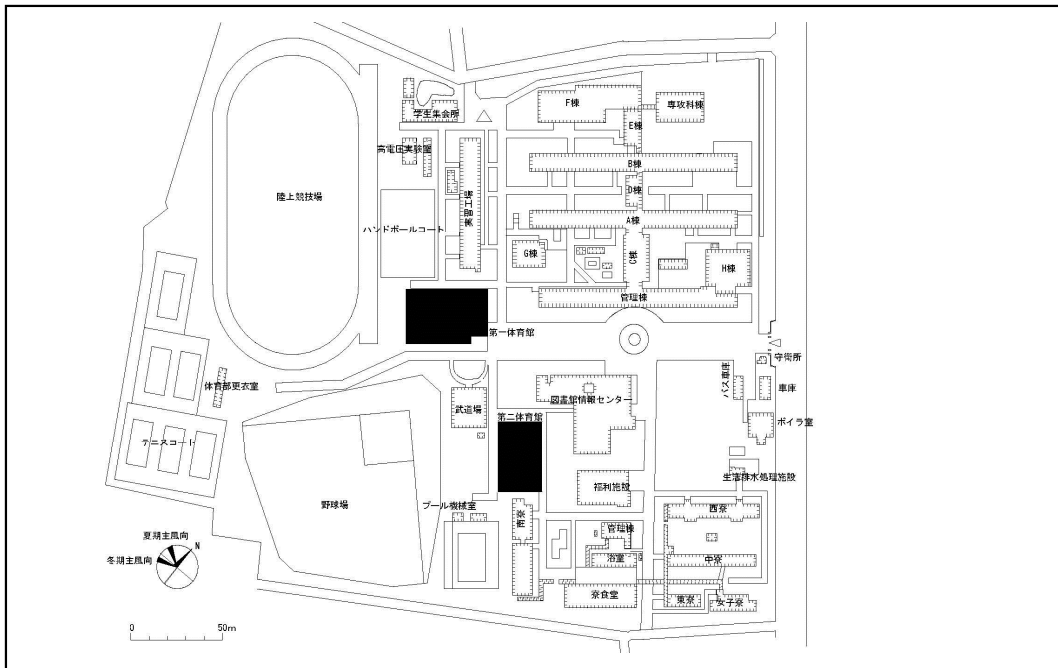 学生集会所
F棟
専攻科棟
E棟
高電圧実験室
B棟
D棟
陸上競技場
実習工場
ハンドボールコート
A棟
G棟
C棟
H棟
管理棟
第一体育館
守衛所
体育部更衣室
武道場
図書館情報センター
バス車庫
車庫
第二体育館
ボイラ室
テニスコート
生活排水処理施設
福利施設
野球場
プール機械室
南寮
西寮
管理棟
夏期主風向
N
冬期主風向
浴室
中寮
寮食堂
東寮
女子寮
0
50m